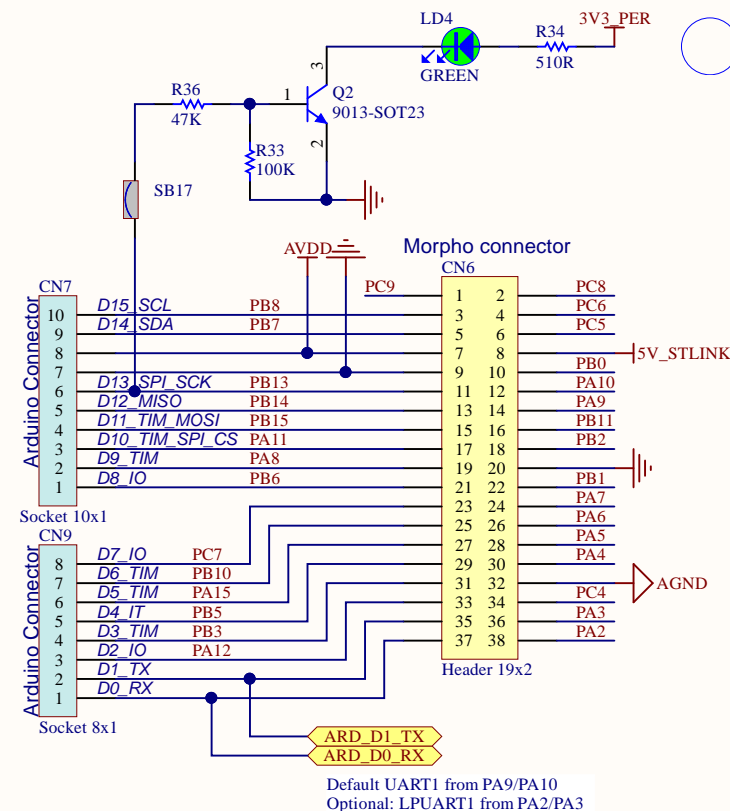 LD4
3V3_PER
R34
GREEN
510R
3
R36
1
Q2
47K
9013-SOT23
R33
2
100K
SB17
AVDD
Morpho connector
CN6
CN7
Arduino Connector
PC9 1 2 PC8
10 D15_SCL PB8 3 4 PC6
9 D14_SDA PB7 5 6 PC5
8 7 8 5V_STLINK
7 9 10 PB0
6 D13_SPI_SCK PB13 11 12 PA10
5 D12_MISO PB14 13 14 PA9
4 D11_TIM_MOSI PB15 15 16 PB11
3 D10_TIM_SPI_CS PA11 17 18 PB2
2 D9_TIM PA8 19 20
1 D8_IO PB6 21 22 PB1
Socket 10x1
23 24 PA7
CN9
Arduino Connector
25 26 PA6
27 28 PA5
8 D7_IO PC7 29 30 PA4
7 D6_TIM PB10 31 32 AGND
6 D5_TIM PA15 33 34 PC4
5 D4_IT PB5 35 36 PA3
4 D3_TIM PB3 37 38 PA2
3 D2_IO PA12
2 D1_TX
1 D0_RX
Header 19x2
Socket 8x1
ARD_D1_TX
ARD_D0_RX
Default UART1 from PA9/PA10
Optional: LPUART1 from PA2/PA3